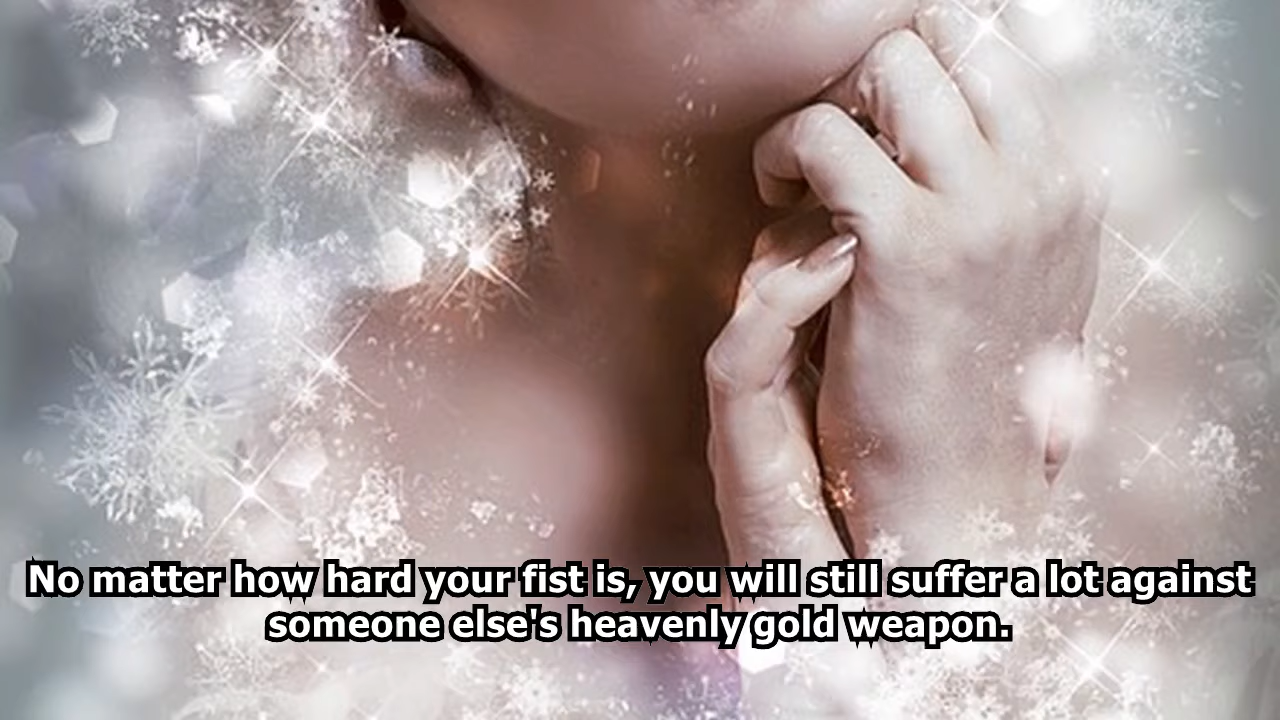 No matter how hard your fist is, you will still suffer a lot against
someone else's heavenly gold weapon.